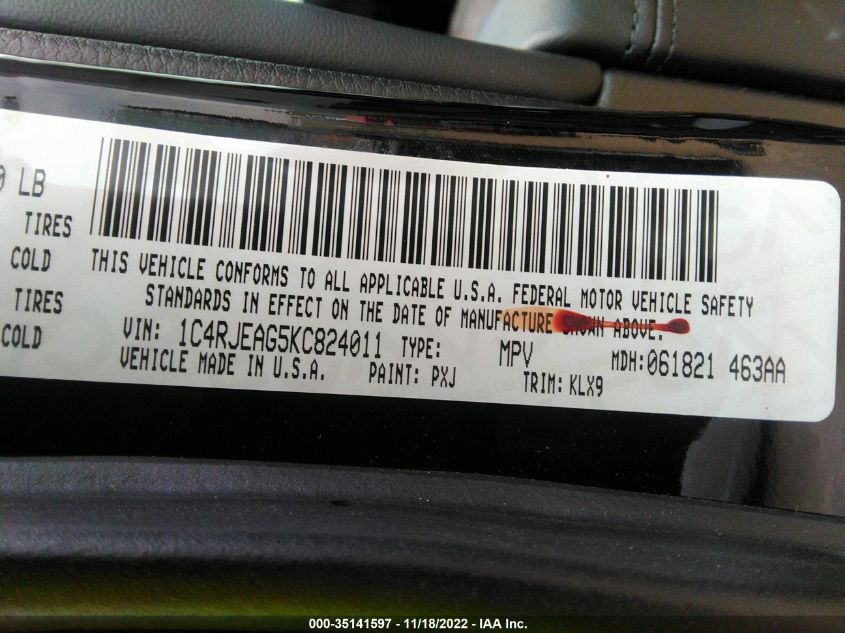 0 LB
TIRES
COLD
TIRES
COLD
THIS VEHICLE CONFORMS TO ALL APPLICABLE U.S.A. FEDERAL MOTOR VEHICLE SAFETY
STANDARDS IN EFFECT ON THE DATE OF MANUFACTURE SHOWN ABOVE.
VIN: 1C4RJEAG5KC824011 TYPE: MPV MDH: 061821 463AA
VEHICLE MADE IN U.S.A. PAINT: PXJ TRIM: KLX9
000-35141597 - 11/18/2022 - IAA Inc.